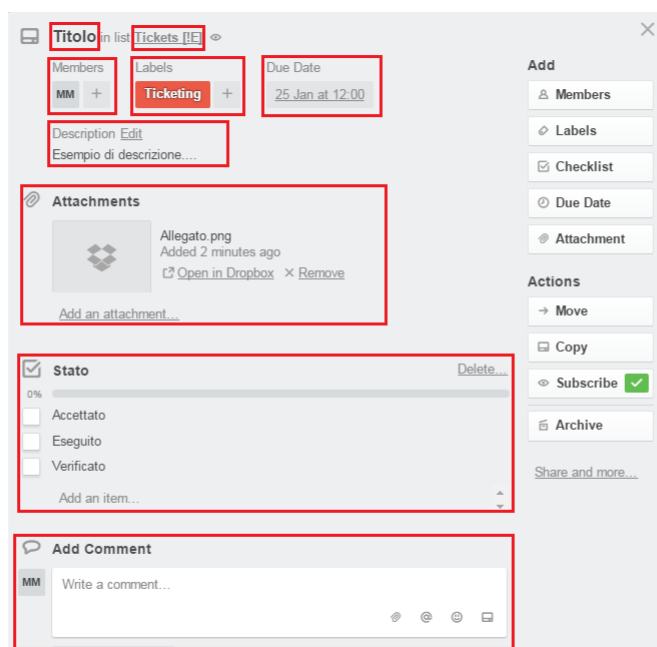 Titolo in list Tickets [!E]
Members Labels Due Date
MM + Ticketing + 25 Jan at 12:00
Description Edit
Esempio di descrizione....
Attachments
Allegato.png
Added 2 minutes ago
Open in Dropbox × Remove
Add an attachment...
Stato Delete...
0%
Accettato
Eseguito
Verificato
Add an item...
Add Comment
MM Write a comment...
@
Add
Members
Labels
Checklist
Due Date
Attachment
Actions
Move
Copy
Subscribe
Archive
Share and more...